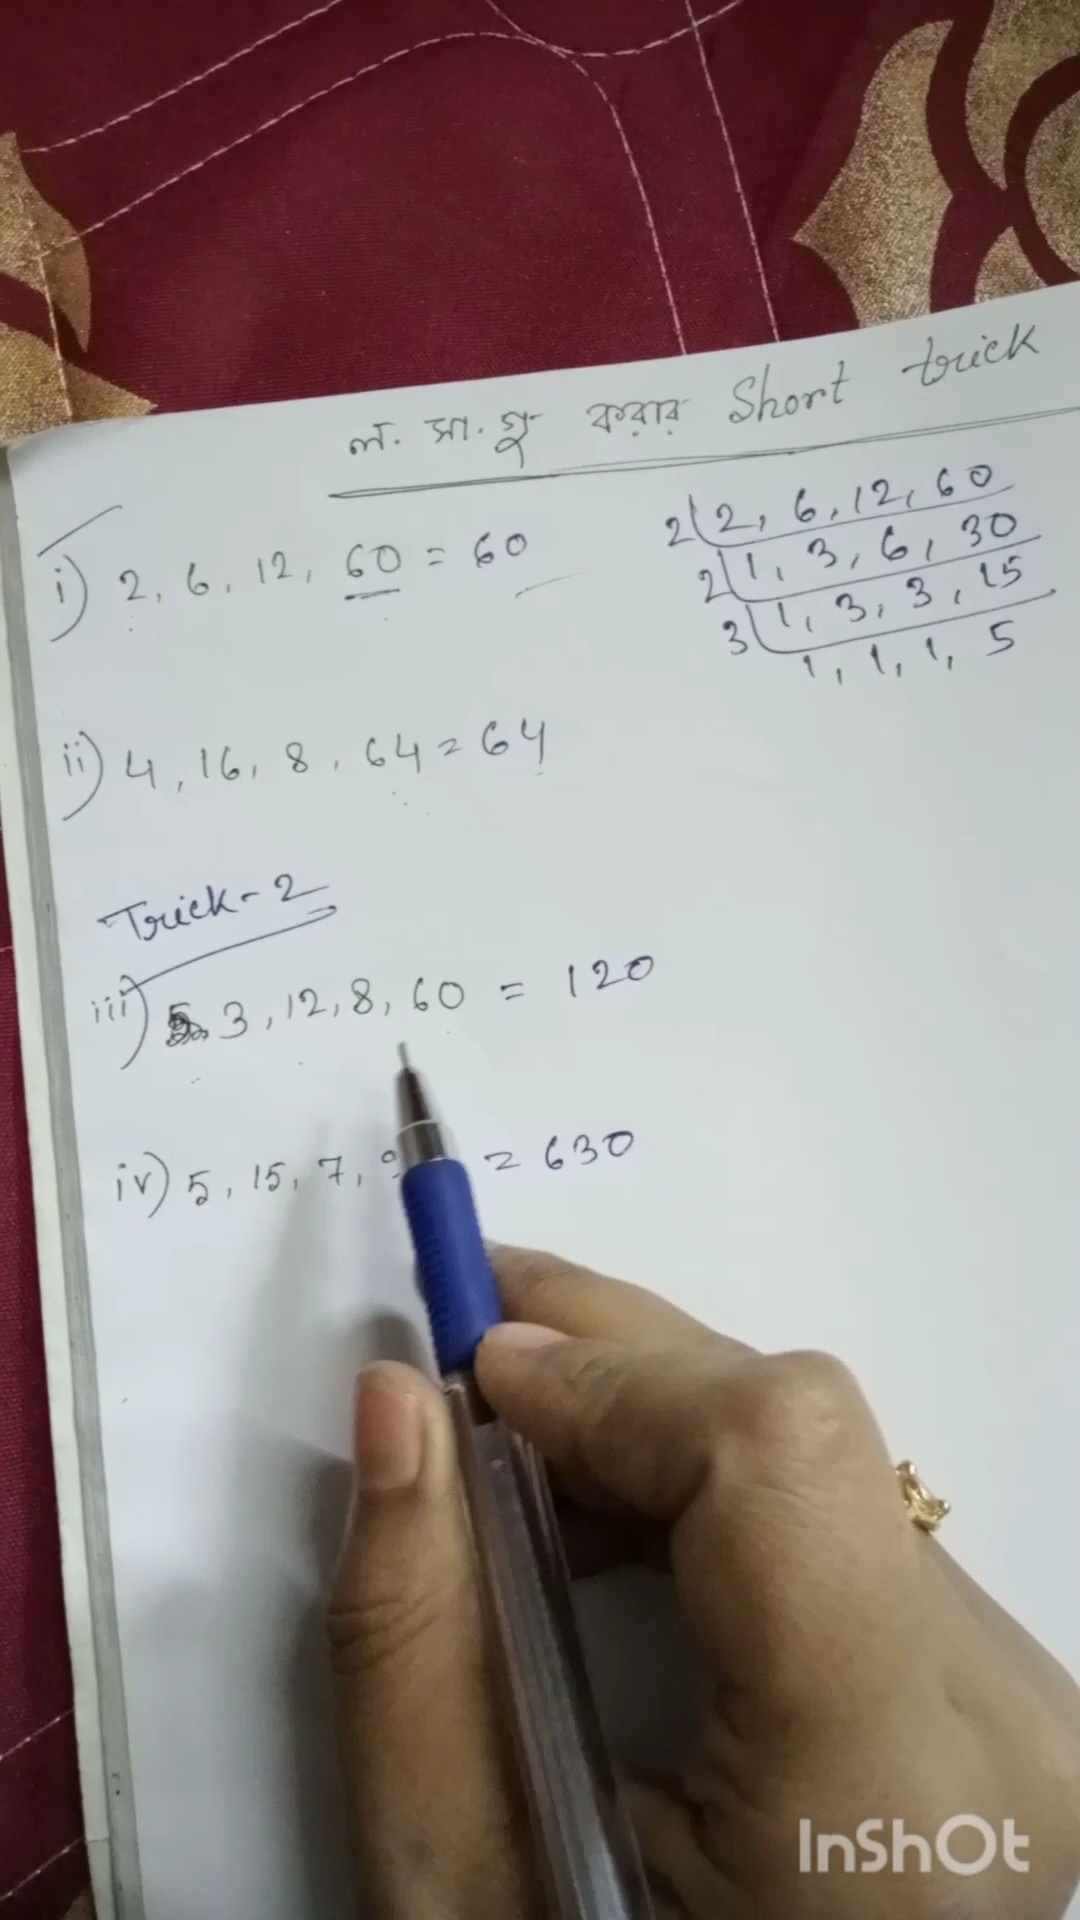 ল. সা. গু করার Short trick
i) 2, 6, 12, 60 = 60
2 2, 6, 12, 60
2 1, 3, 6, 30
3 1, 3, 3, 15
1, 1, 1, 5
ii) 4, 16, 8, 64 = 64
Trick-2
iii) 3, 12, 8, 60 = 120
iv) 5, 15, 7, = 630
InShOt